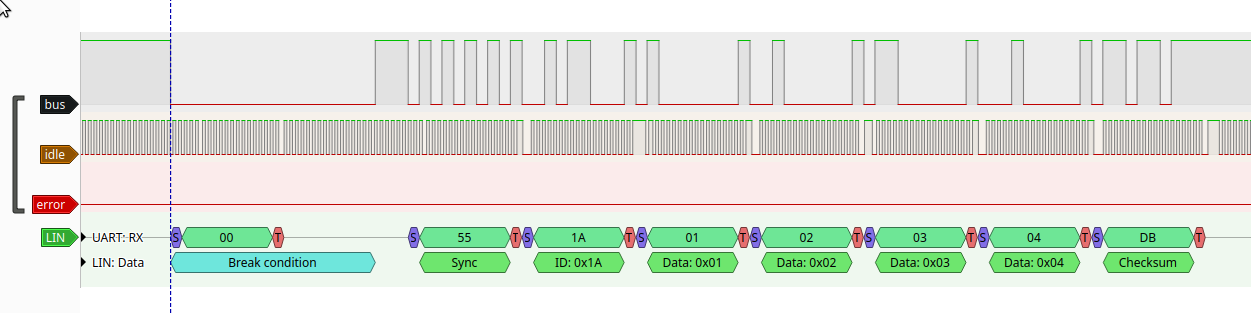 bus
idle
error
LIN
UART: RX S 00 T S 55 T S 1A T S 01 T S 02 T S 03 T S 04 T S DB T
LIN: Data Break condition Sync ID: 0x1A Data: 0x01 Data: 0x02 Data: 0x03 Data: 0x04 Checksum